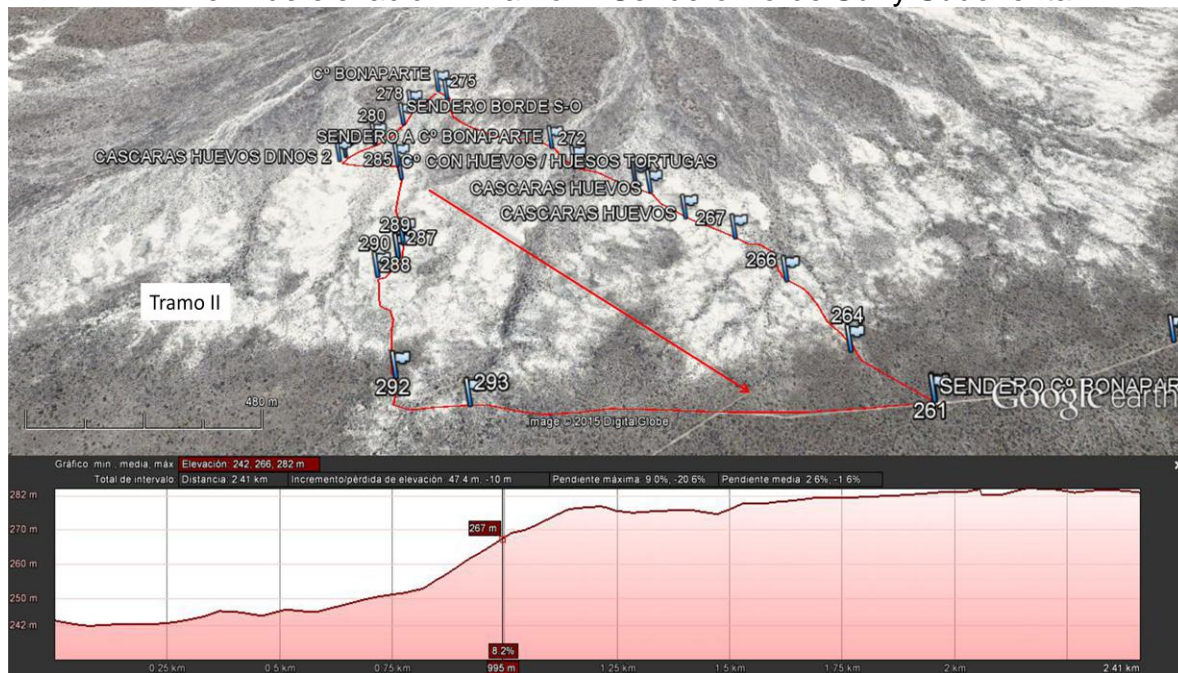 Cº BONAPARTE
275
278
SENDERO BORDE S-O
280
SENDERO A Cº BONAPARTE
272
CASCARAS HUEVOS DINOS 2
285
Cº CON HUEVOS / HUESOS TORTUGAS
CASCARAS HUEVOS
CASCARAS HUEVOS
267
289
287
290
288
266
Tramo II
264
292
293
SENDERO Cº BONAPAR
261
Google earth
480 m
Image © 2015 DigitalGlobe
Gráfico: min., media, máx Elevación: 242, 266, 282 m
Total de intervalo: Distancia: 2.41 km Incremento/pérdida de elevación: 47.4 m, -10 m Pendiente máxima: 9.0%, -20.6% Pendiente media: 2.6%, -1.6%
282 m
267 m
270 m
260 m
250 m
242 m
8.2%
0.25 km 0.5 km 0.75 km 995 m 1.25 km 1.5 km 1.75 km 2 km 2.41 km